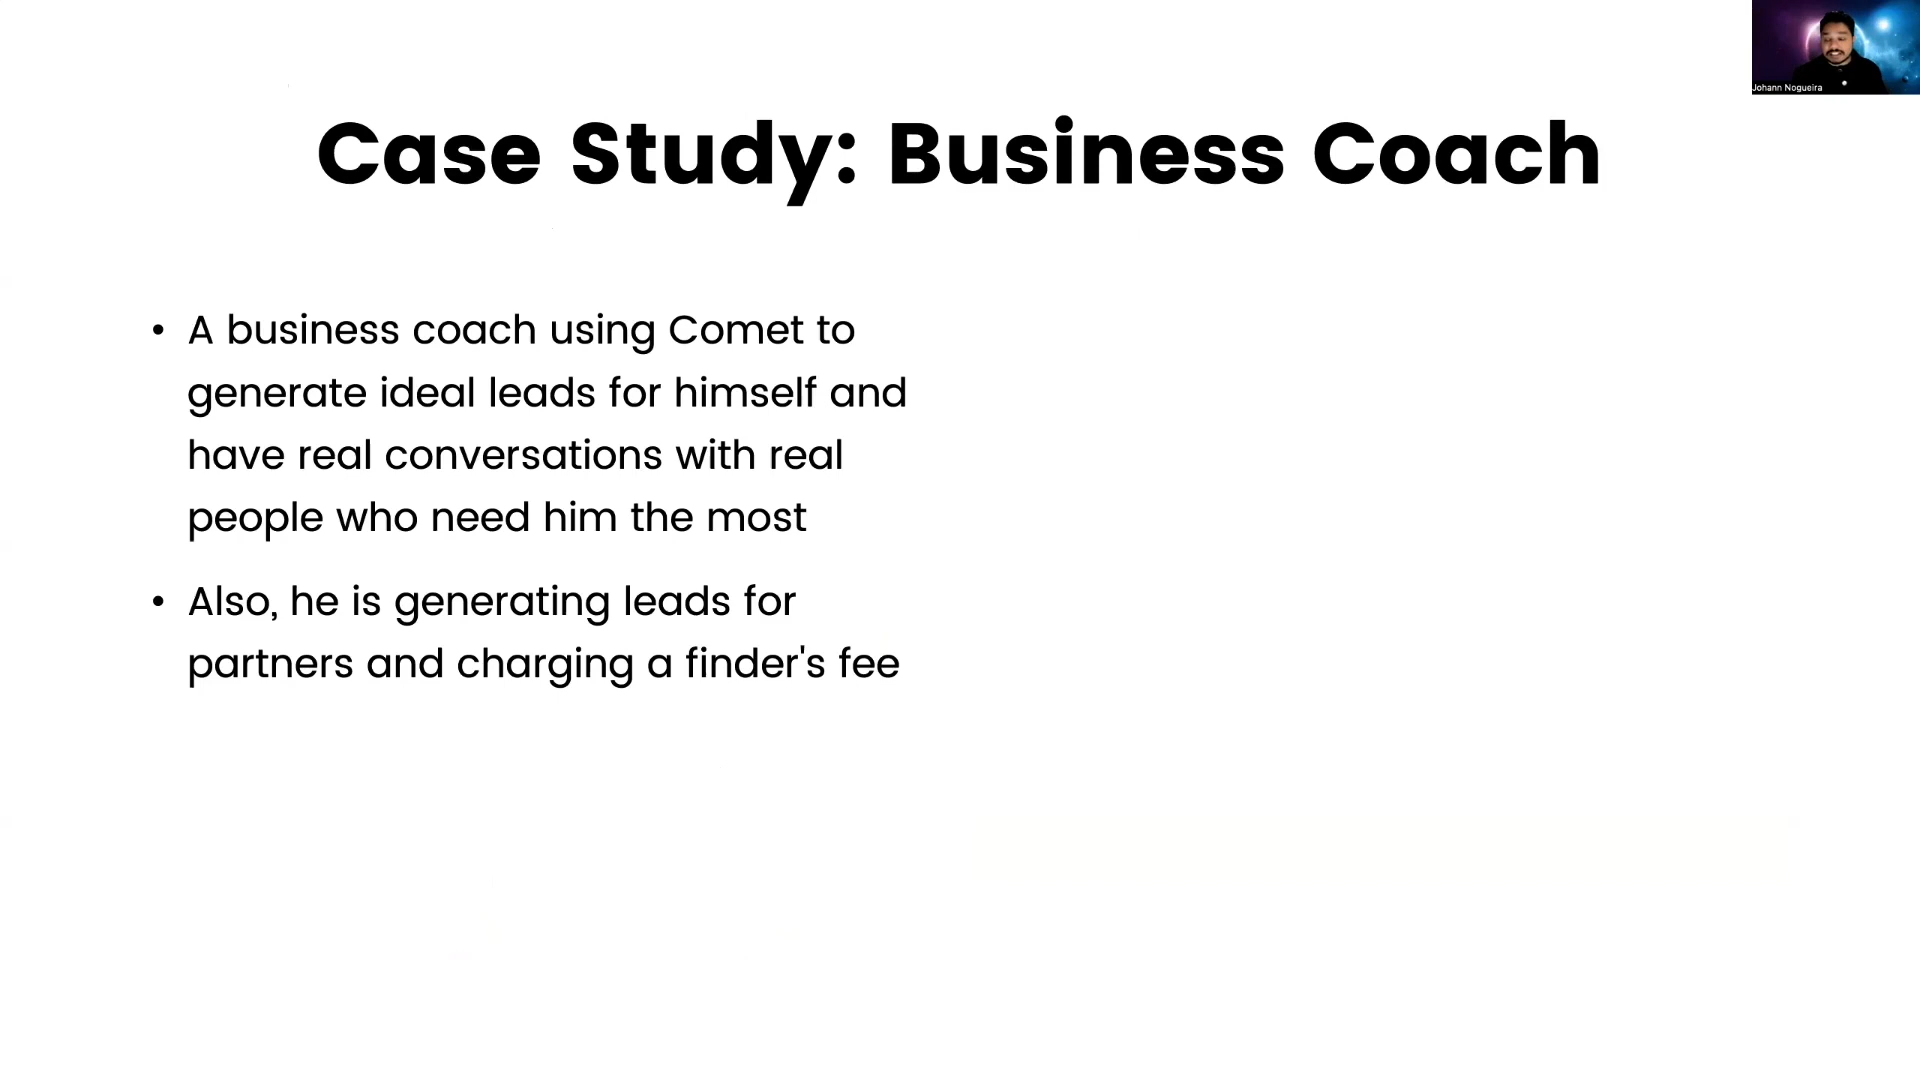 Johann Nogueira
Case Study: Business Coach
• A business coach using Comet to
generate ideal leads for himself and
have real conversations with real
people who need him the most
• Also, he is generating leads for
partners and charging a finder's fee